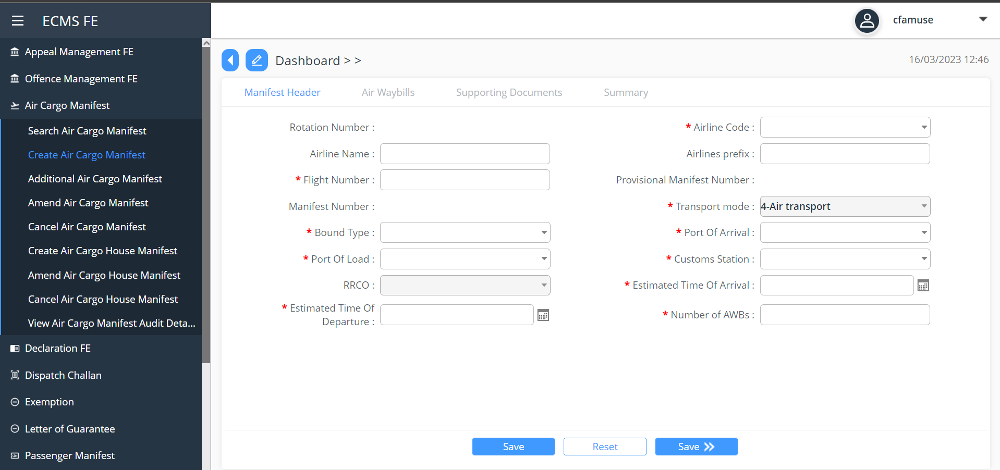 ECMS FE
cfamuse
Appeal Management FE
Offence Management FE
Air Cargo Manifest
Search Air Cargo Manifest
Create Air Cargo Manifest
Additional Air Cargo Manifest
Amend Air Cargo Manifest
Cancel Air Cargo Manifest
Create Air Cargo House Manifest
Amend Air Cargo House Manifest
Cancel Air Cargo House Manifest
View Air Cargo Manifest Audit Deta...
Declaration FE
Dispatch Challan
Exemption
Letter of Guarantee
Passenger Manifest
Dashboard > >
16/03/2023 12:46
Manifest Header Air Waybills Supporting Documents Summary
Rotation Number :
* Airline Code :
Airline Name :
Airlines prefix :
* Flight Number :
Provisional Manifest Number :
Manifest Number :
* Transport mode : 4-Air transport
* Bound Type :
* Port Of Arrival :
* Port Of Load :
* Customs Station :
RRCO :
* Estimated Time Of Arrival :
* Estimated Time Of
Departure :
* Number of AWBs :
Save Reset Save